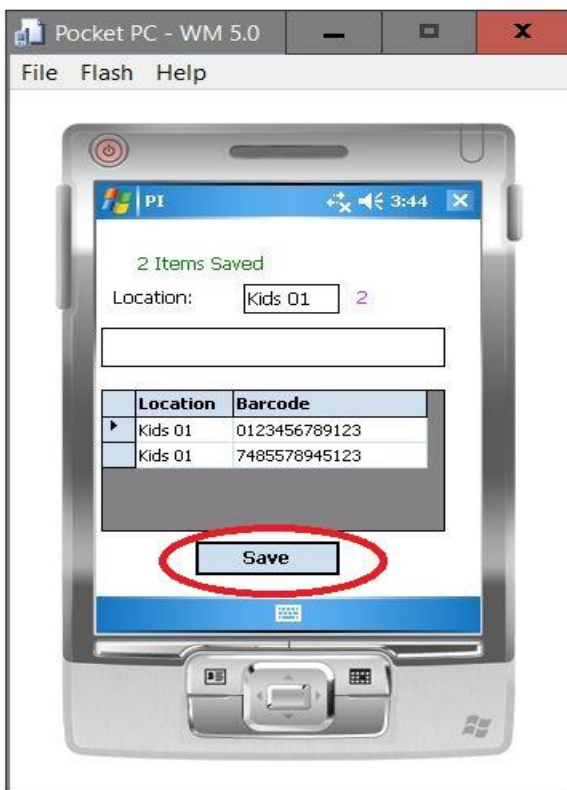 Pocket PC - WM 5.0
File Flash Help
PI 3:44
2 Items Saved
Location: Kids 01 2
Location Barcode
Kids 01 0123456789123
Kids 01 7485578945123
Save